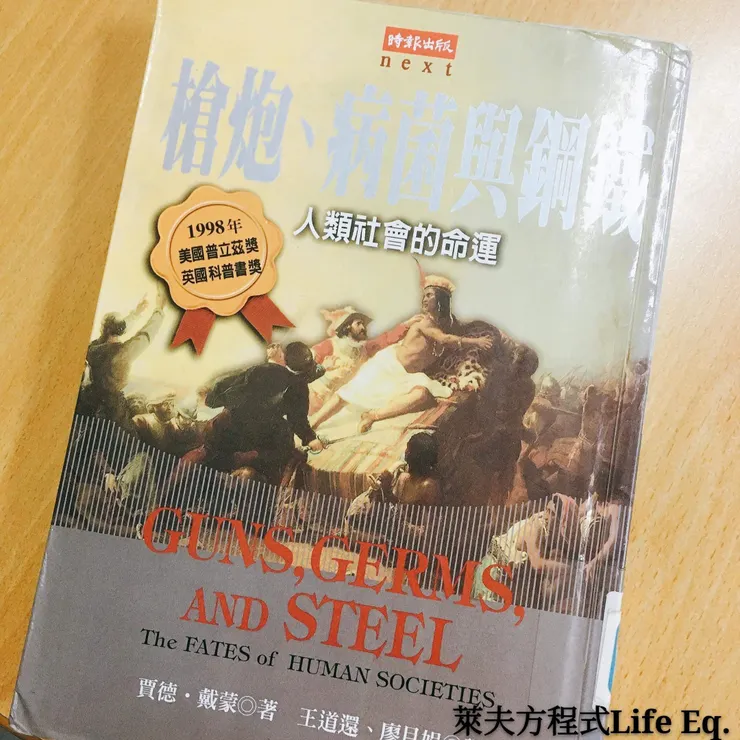 時報出版
next
槍炮、病菌與鋼鐵
人類社會的命運
1998年
美國普立茲獎
英國科普書獎
GUNS, GERMS,
AND STEEL
The FATES of HUMAN SOCIETIES
賈德·戴蒙◎著 王道還、廖月娟
萊夫方程式Life Eq.